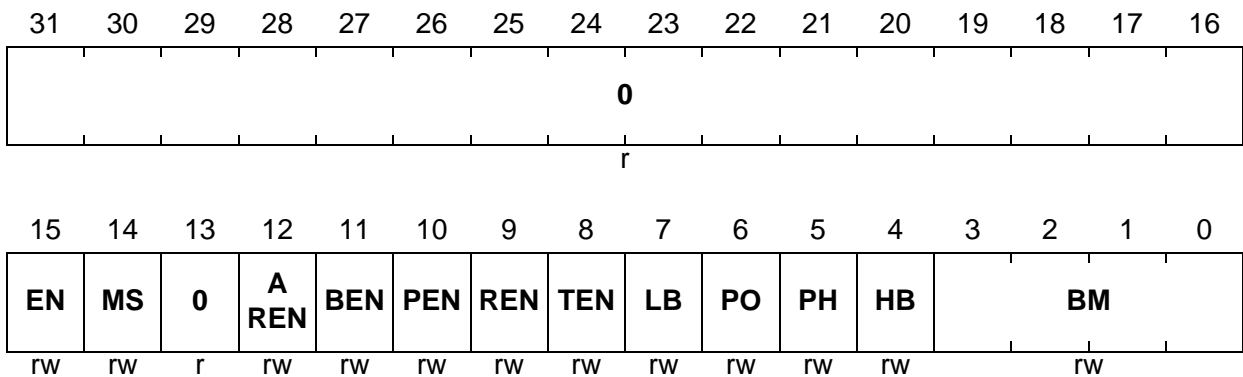 31 30 29 28 27 26 25 24 23 22 21 20 19 18 17 16
0
r
15 14 13 12 11 10 9 8 7 6 5 4 3 2 1 0
EN MS 0 A REN BEN PEN REN TEN LB PO PH HB BM
rw rw r rw rw rw rw rw rw rw rw rw rw